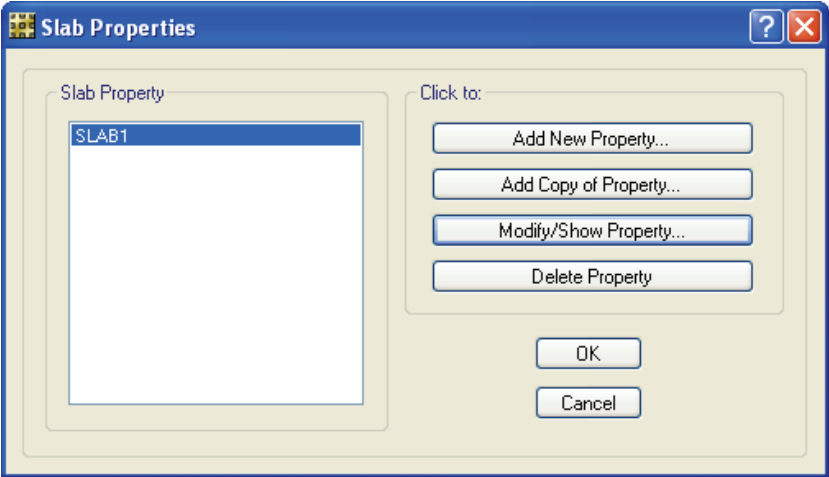 Slab Properties
Slab Property
SLAB1
Click to:
Add New Property...
Add Copy of Property...
Modify/Show Property...
Delete Property
OK
Cancel